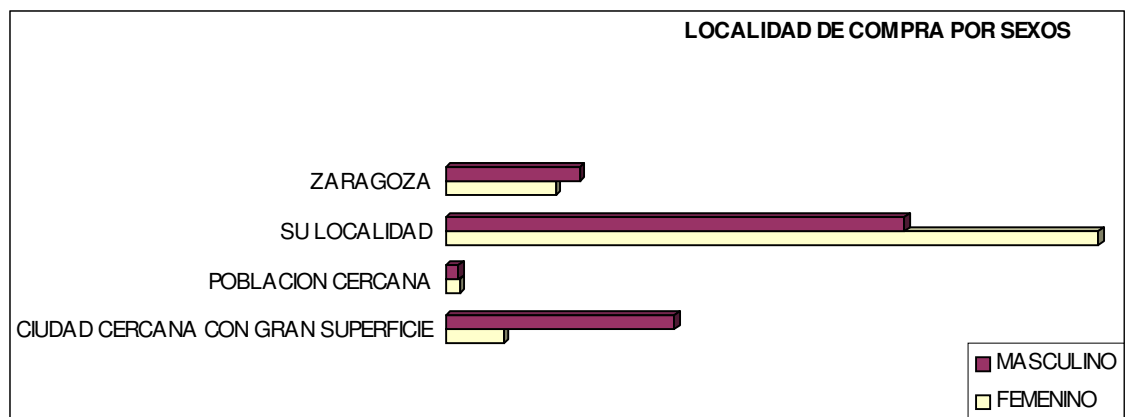 LOCALIDAD DE COMPRA POR SEXOS
ZARAGOZA
SU LOCALIDAD
POBLACION CERCANA
CIUDAD CERCANA CON GRAN SUPERFICIE
MASCULINO
FEMENINO